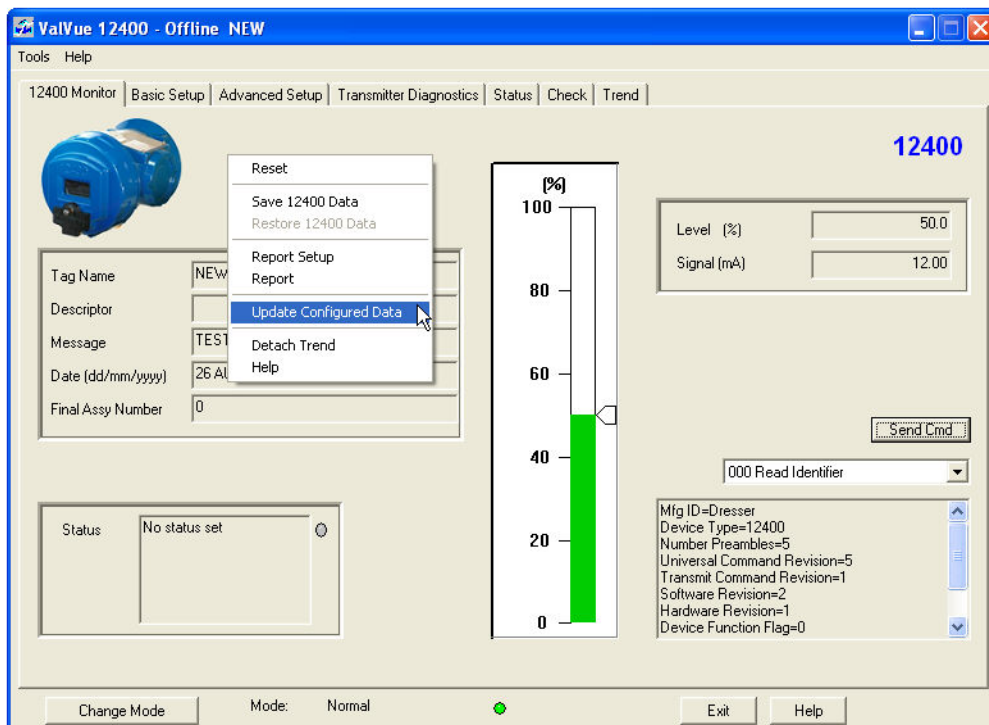 ValVue 12400 - Offline NEW
Tools Help
12400 Monitor Basic Setup Advanced Setup Transmitter Diagnostics Status Check Trend
12400
Reset
Save 12400 Data
Restore 12400 Data
Report Setup
Report
Update Configured Data
Detach Trend
Help
Tag Name NEW
Descriptor
Message TEST
Date (dd/mm/yyyy) 26 AU
Final Assy Number 0
Status No status set
(%)
100
80
60
40
20
0
Level (%) 50.0
Signal (mA) 12.00
Send Cmd
000 Read Identifier
Mfg ID=Dresser
Device Type=12400
Number Preambles=5
Universal Command Revision=5
Transmit Command Revision=1
Software Revision=2
Hardware Revision=1
Device Function Flag=0
Change Mode Mode: Normal Exit Help